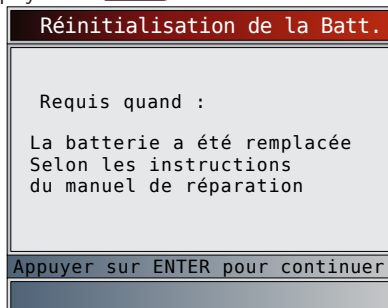 Réinitialisation de la Batt.
Requis quand :
La batterie a été remplacée
Selon les instructions
du manuel de réparation
Appuyer sur ENTER pour continuer